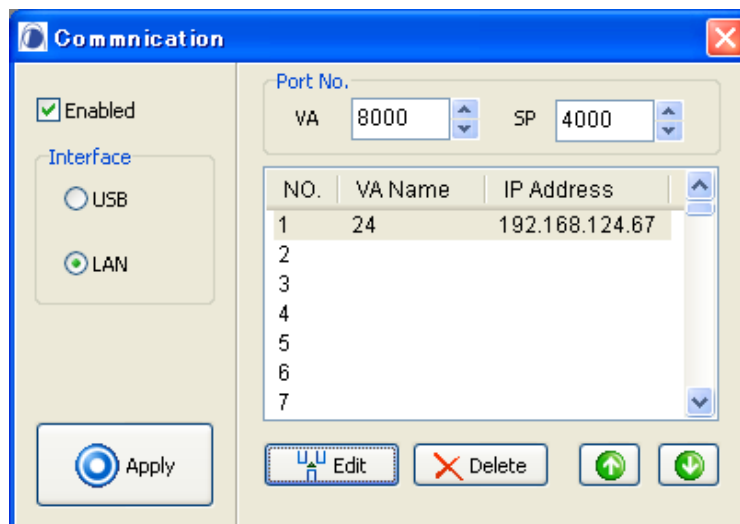 Commnication
Enabled
Interface
USB
LAN
Apply
Port No.
VA 8000 SP 4000
NO. VA Name IP Address
1 24 192.168.124.67
2
3
4
5
6
7
Edit Delete